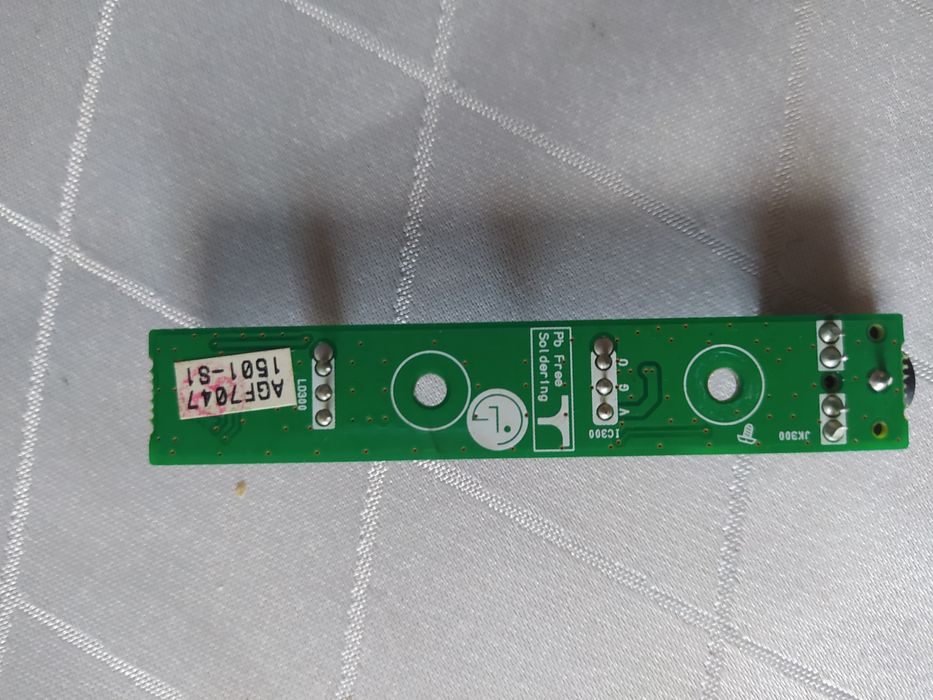 AGF7047
1501-S1
LD300
Pb Free
Soldering
O
G
V
IC300
JK300